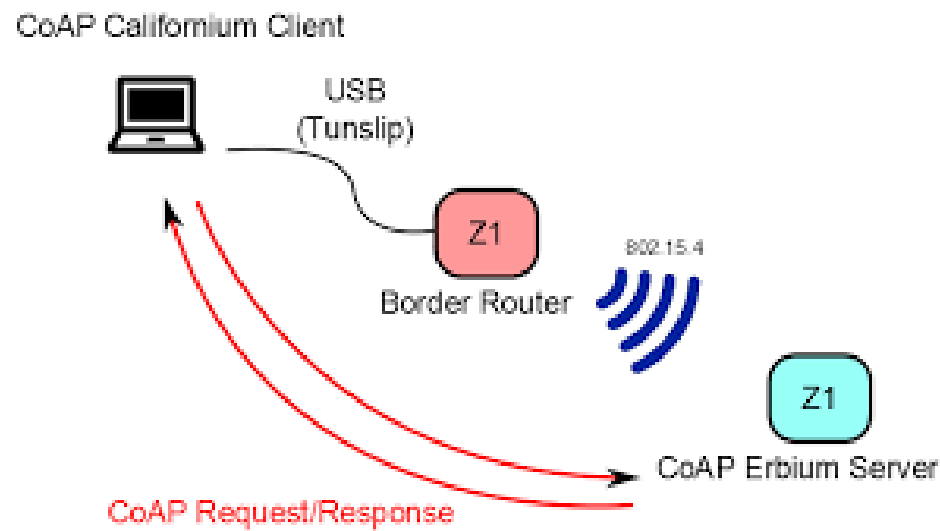 CoAP Californium Client
USB
(Tunslip)
Z1
802.15.4
Border Router
Z1
CoAP Erbium Server
CoAP Request/Response